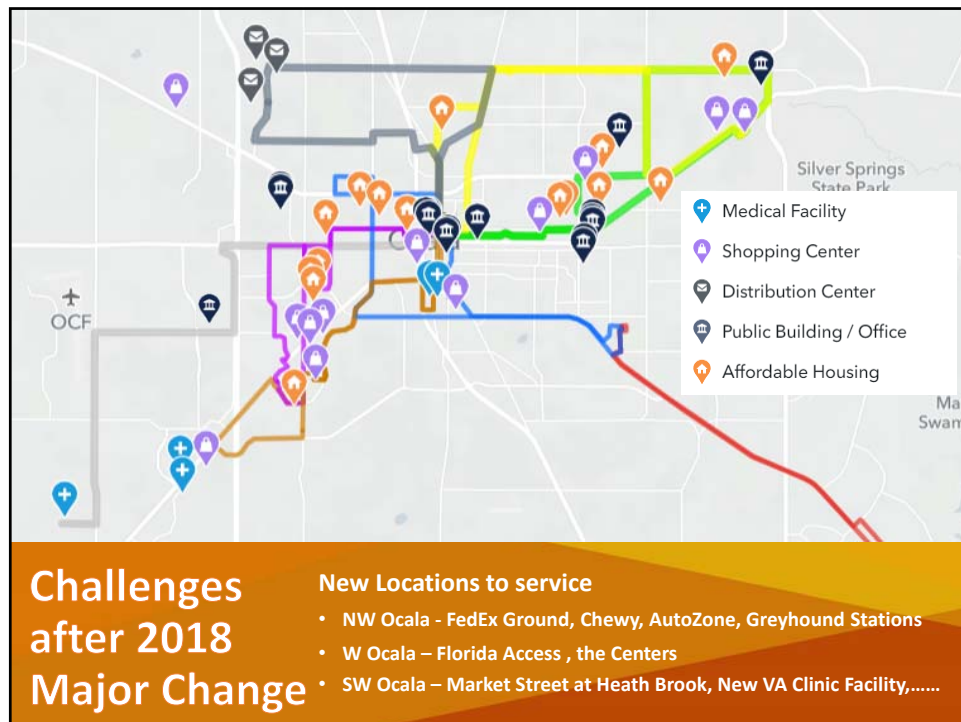 Silver Springs
State Park
Medical Facility
Shopping Center
Distribution Center
Public Building / Office
Affordable Housing
OCF
Ma
Swam
Challenges
after 2018
Major Change
New Locations to service
• NW Ocala - FedEx Ground, Chewy, AutoZone, Greyhound Stations
• W Ocala – Florida Access , the Centers
• SW Ocala – Market Street at Heath Brook, New VA Clinic Facility,......